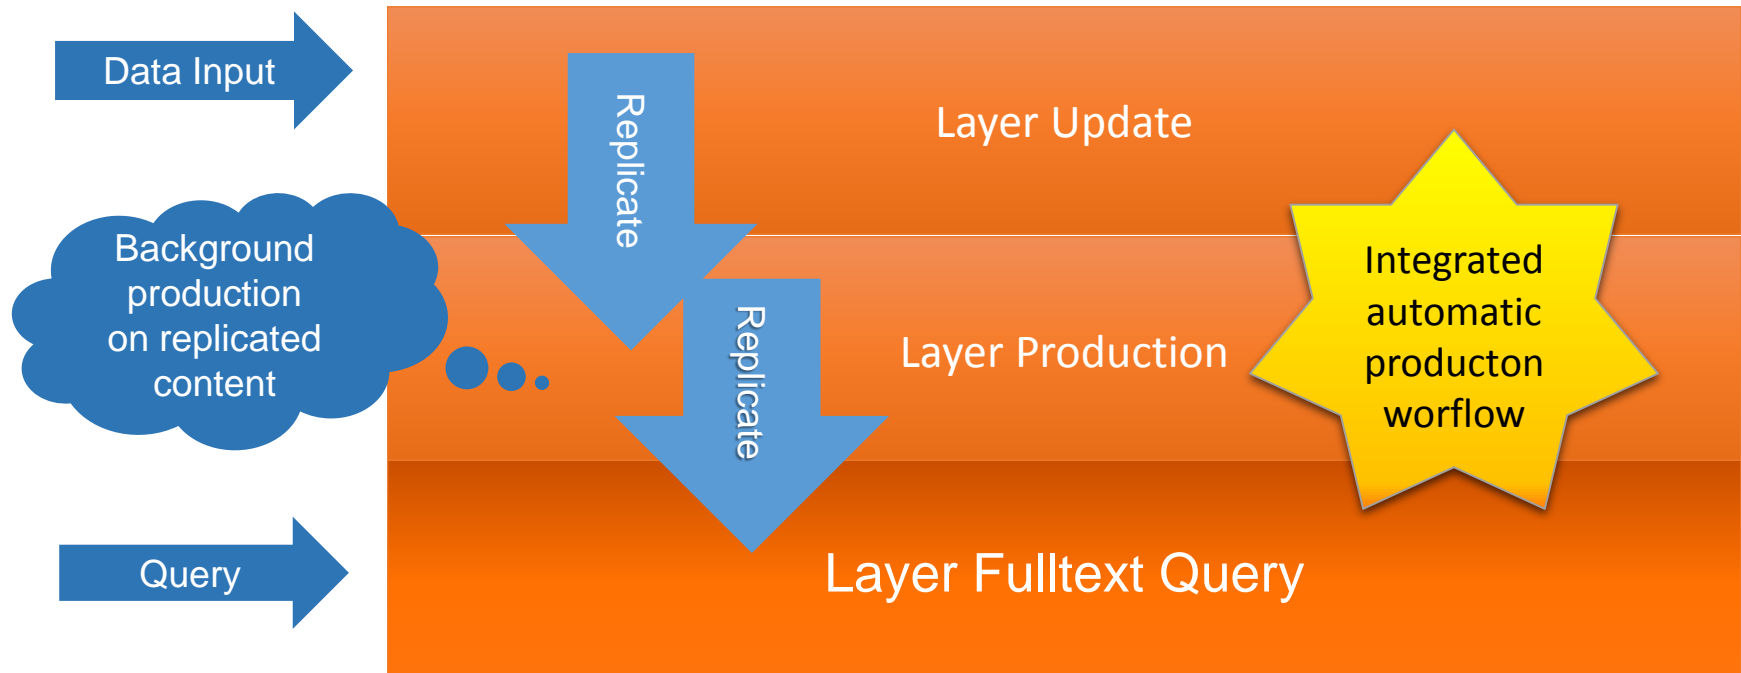 Data Input
Replicate
Layer Update
Background
production
on replicated
content
Replicate
Layer Production
Integrated
automatic
producton
worflow
Query
Layer Fulltext Query